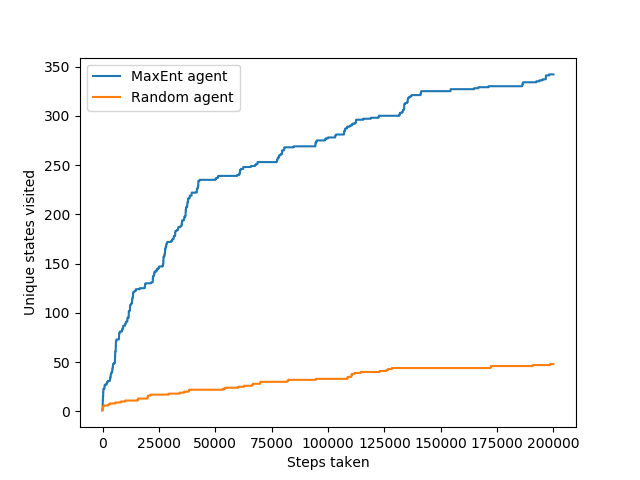 MaxEnt agent
Random agent
350
300
250
200
150
100
50
0
Unique states visited
0 25000 50000 75000 100000 125000 150000 175000 200000
Steps taken